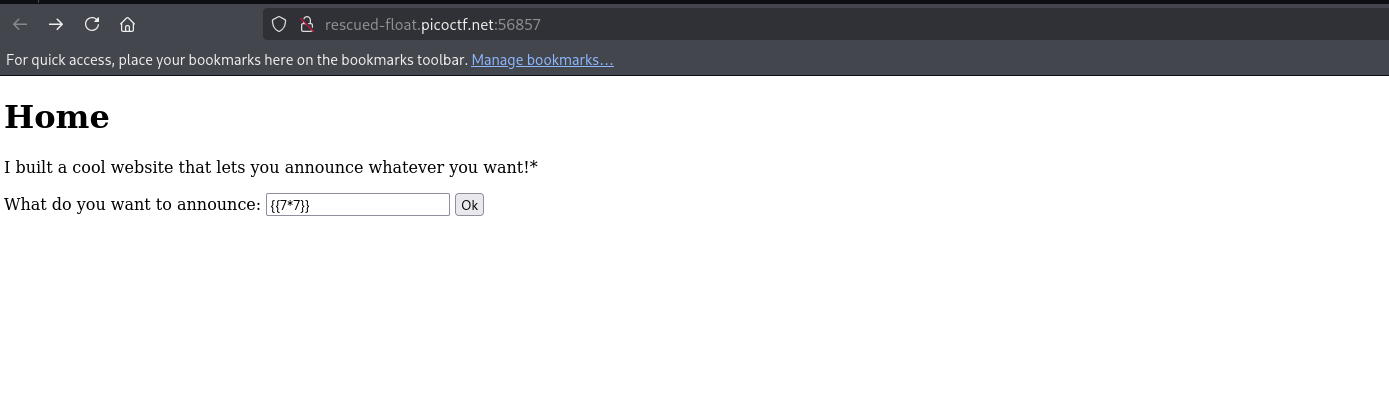 rescued-float.picoctf.net:56857
For quick access, place your bookmarks here on the bookmarks toolbar. Manage bookmarks...
Home
I built a cool website that lets you announce whatever you want!*
What do you want to announce: {{7*7}} Ok